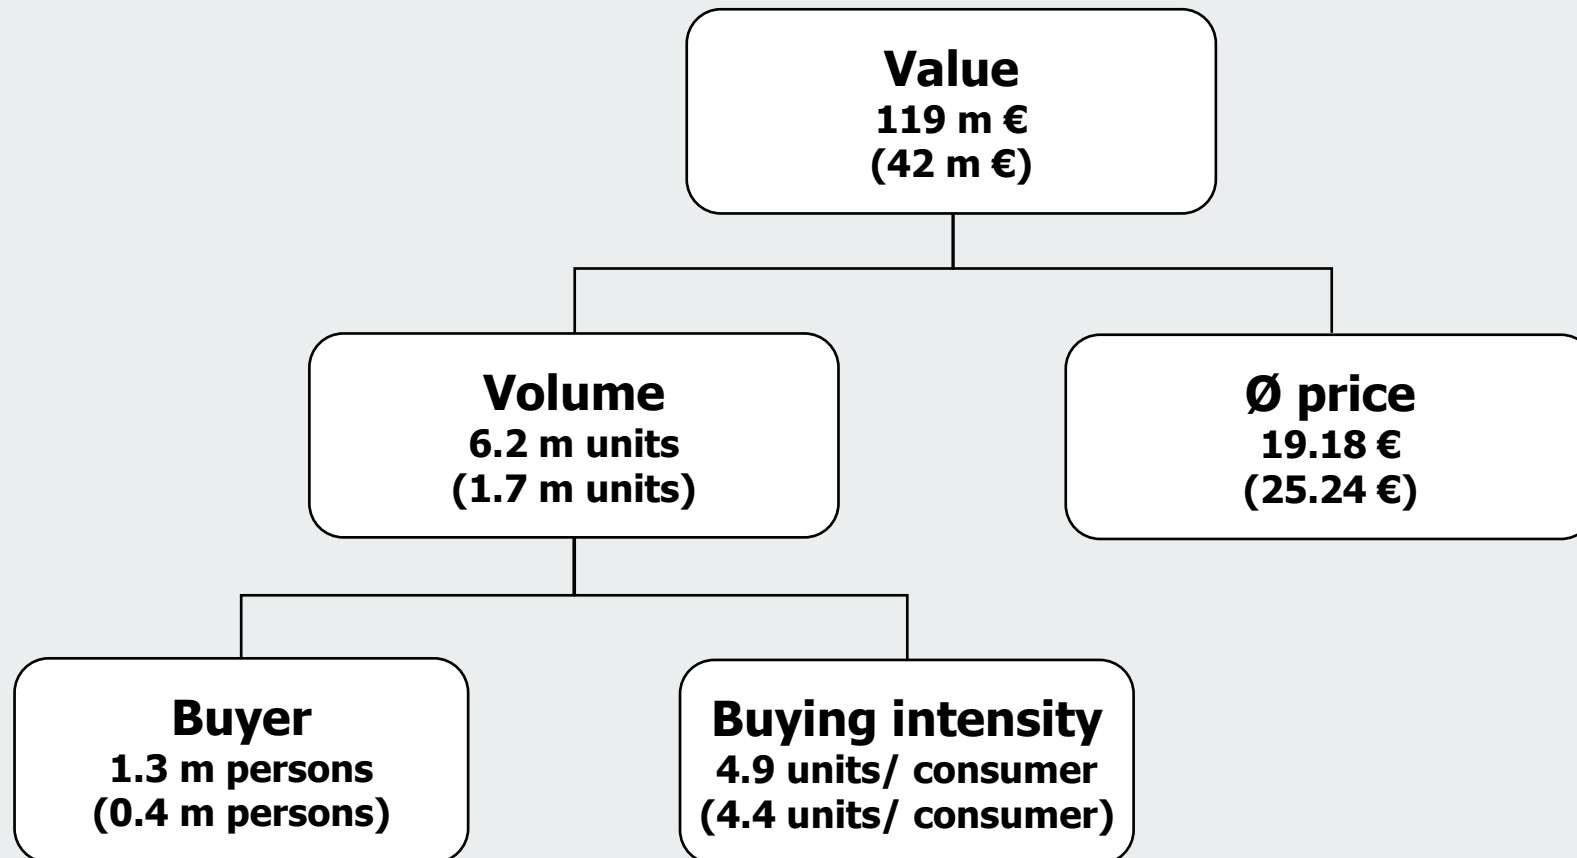 Value
119 m €
(42 m €)
Volume
6.2 m units
(1.7 m units)
Ø price
19.18 €
(25.24 €)
Buyer
1.3 m persons
(0.4 m persons)
Buying intensity
4.9 units/ consumer
(4.4 units/ consumer)